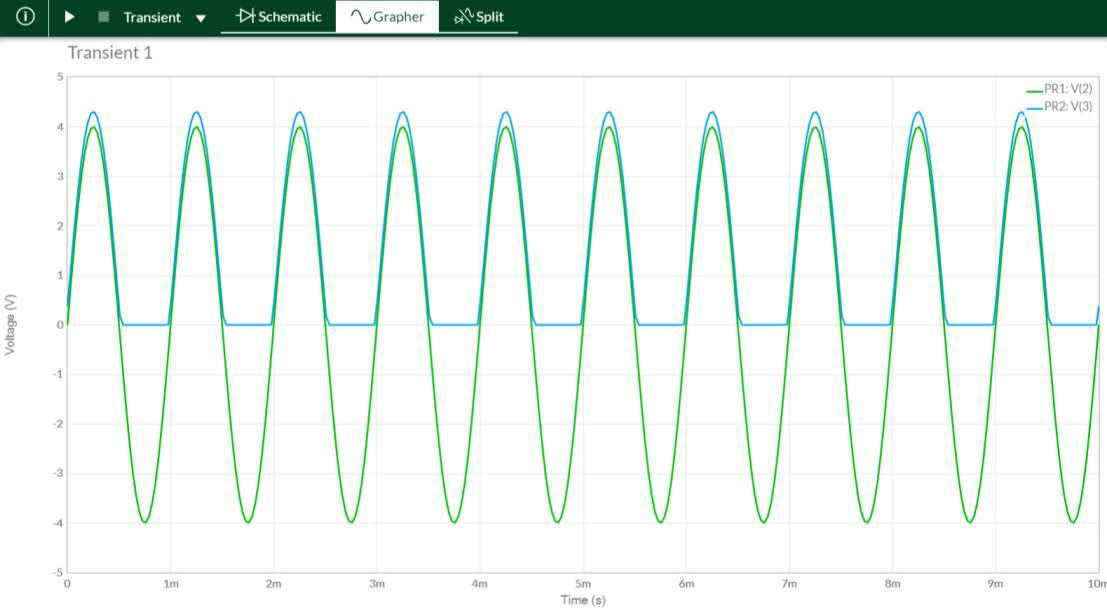 Transient
Schematic
Grapher
Split
Transient 1
PR1: V(2)
PR2: V(3)
5
4
3
2
1
0
-1
-2
-3
-4
-5
Voltage (V)
0 1m 2m 3m 4m 5m 6m 7m 8m 9m 10m
Time (s)